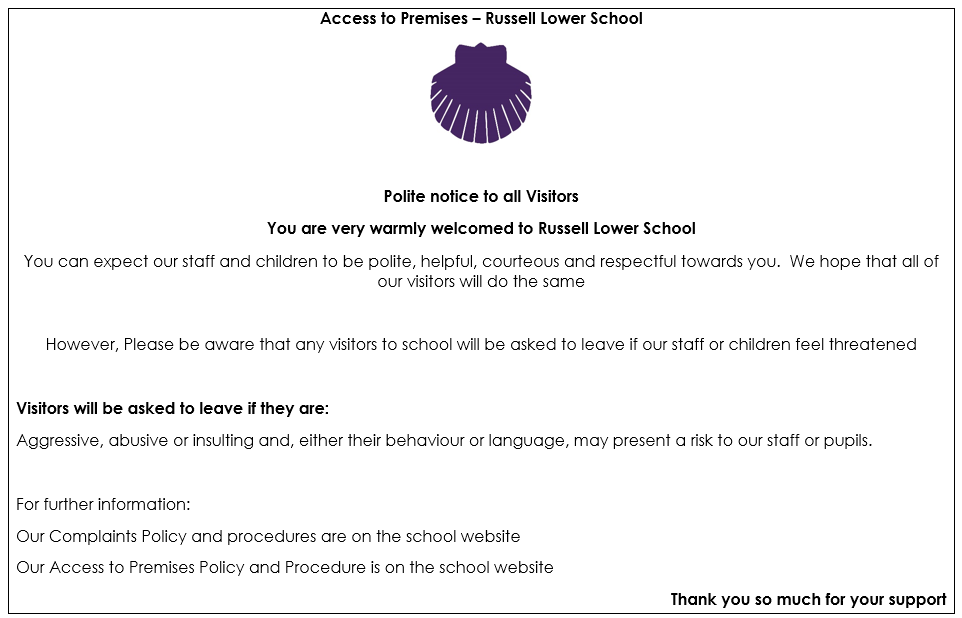 Access to Premises – Russell Lower School
Polite notice to all Visitors
You are very warmly welcomed to Russell Lower School
You can expect our staff and children to be polite, helpful, courteous and respectful towards you.  We hope that all of
our visitors will do the same
However, Please be aware that any visitors to school will be asked to leave if our staff or children feel threatened
Visitors will be asked to leave if they are:
Aggressive, abusive or insulting and, either their behaviour or language, may present a risk to our staff or pupils.
For further information:
Our Complaints Policy and procedures are on the school website
Our Access to Premises Policy and Procedure is on the school website
Thank you so much for your support